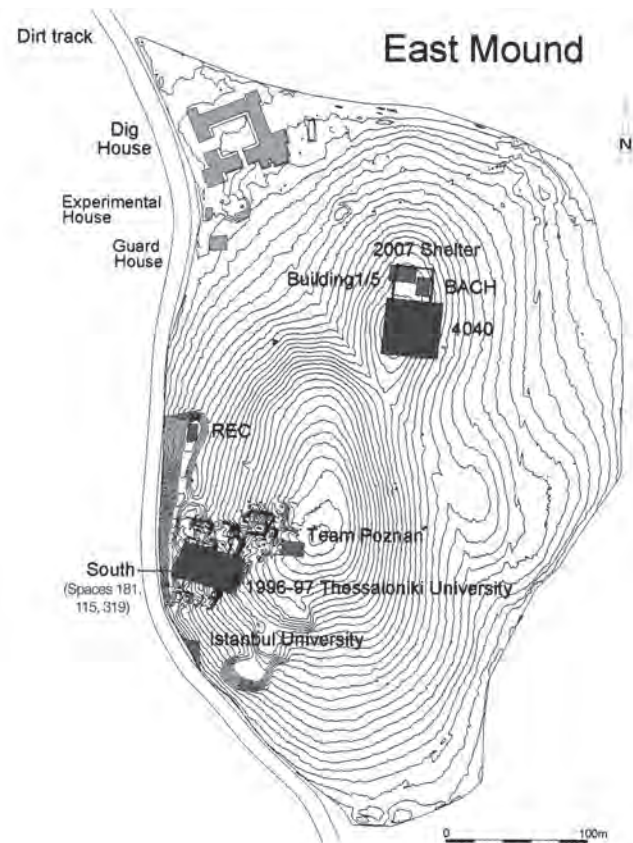 Dirt track
East Mound
Dig
House
N
Experimental
House
Guard
House
2007 Shelter
Building1/5
BACH
4040
REC
"Team Poznan"
South
(Spaces 181,
115, 319)
1996-97 Thessaloniki University
Istanbul University
0
100m